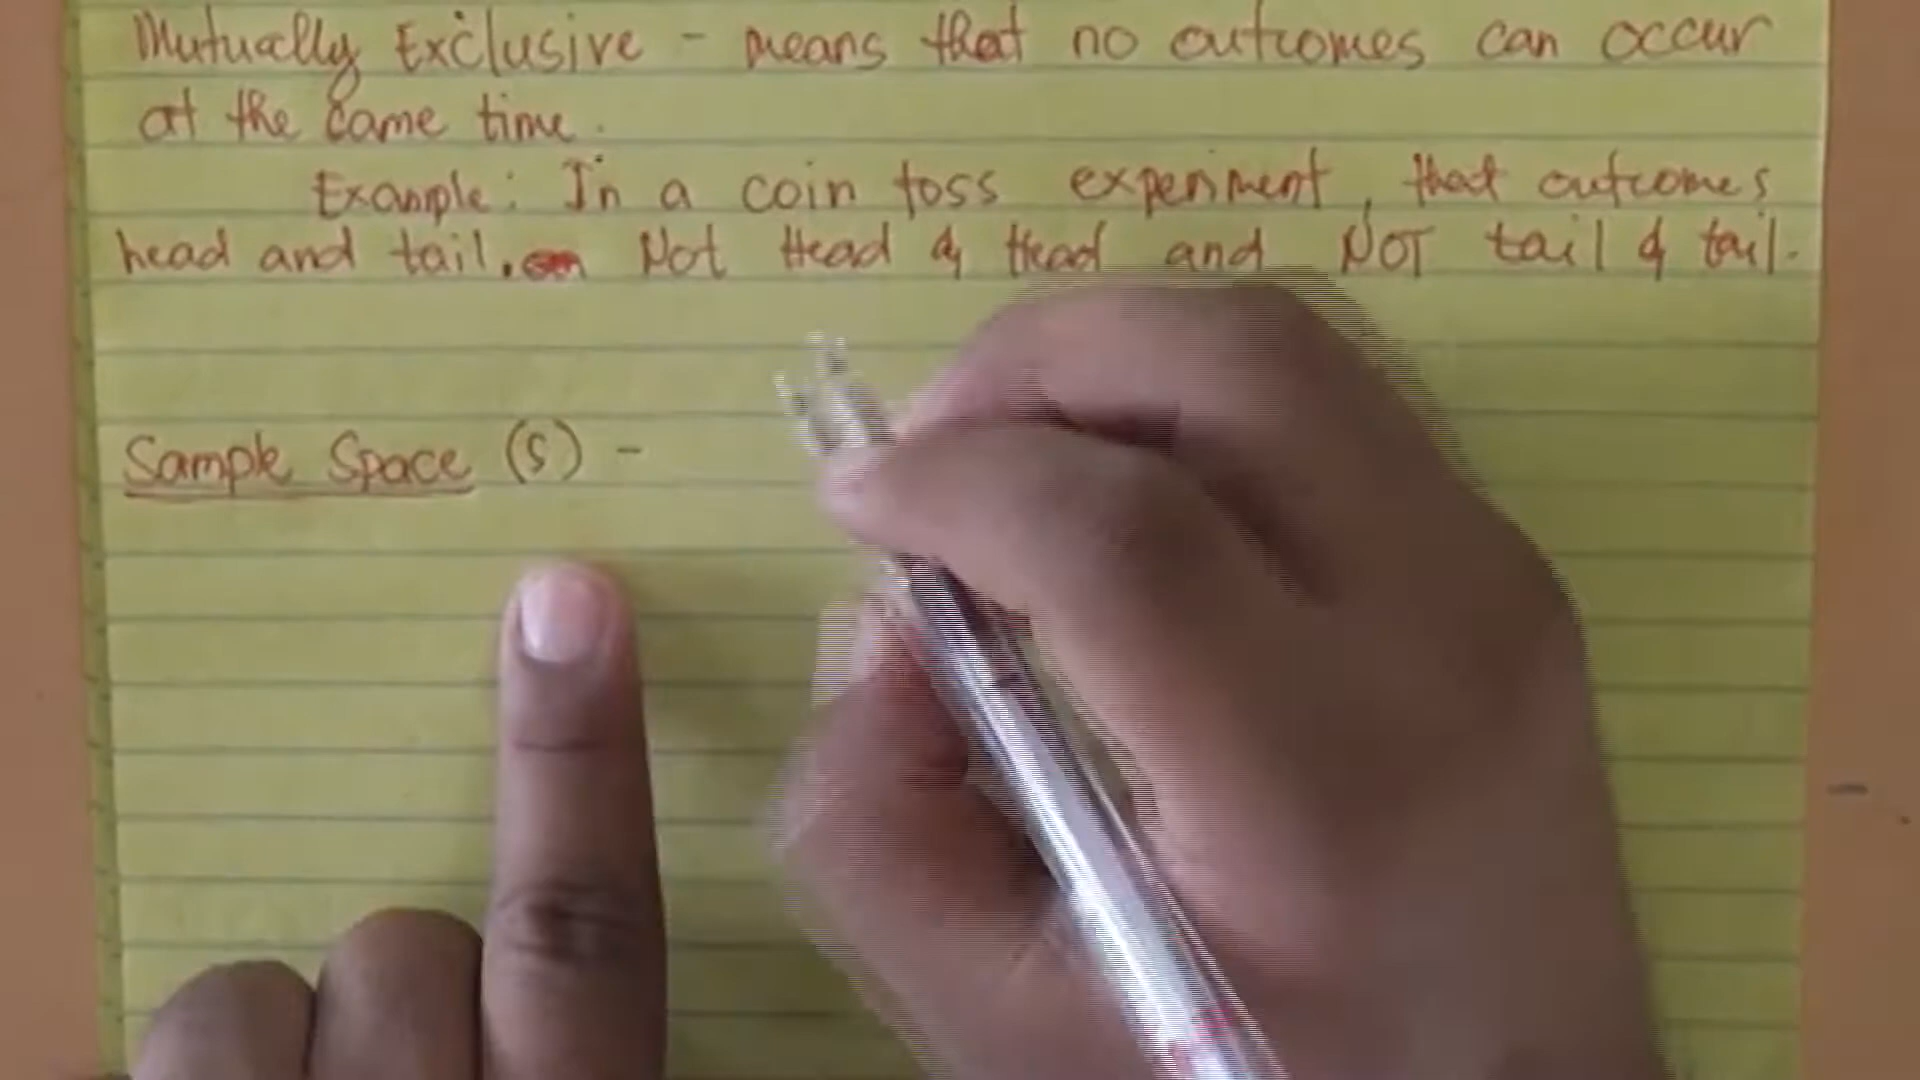 Mutually Exclusive - means that no outcomes can occur
at the same time.
Example: In a coin toss experiment, that outcomes
head and tail. Not Head & Head and NOT tail & tail.
Sample Space (S) -